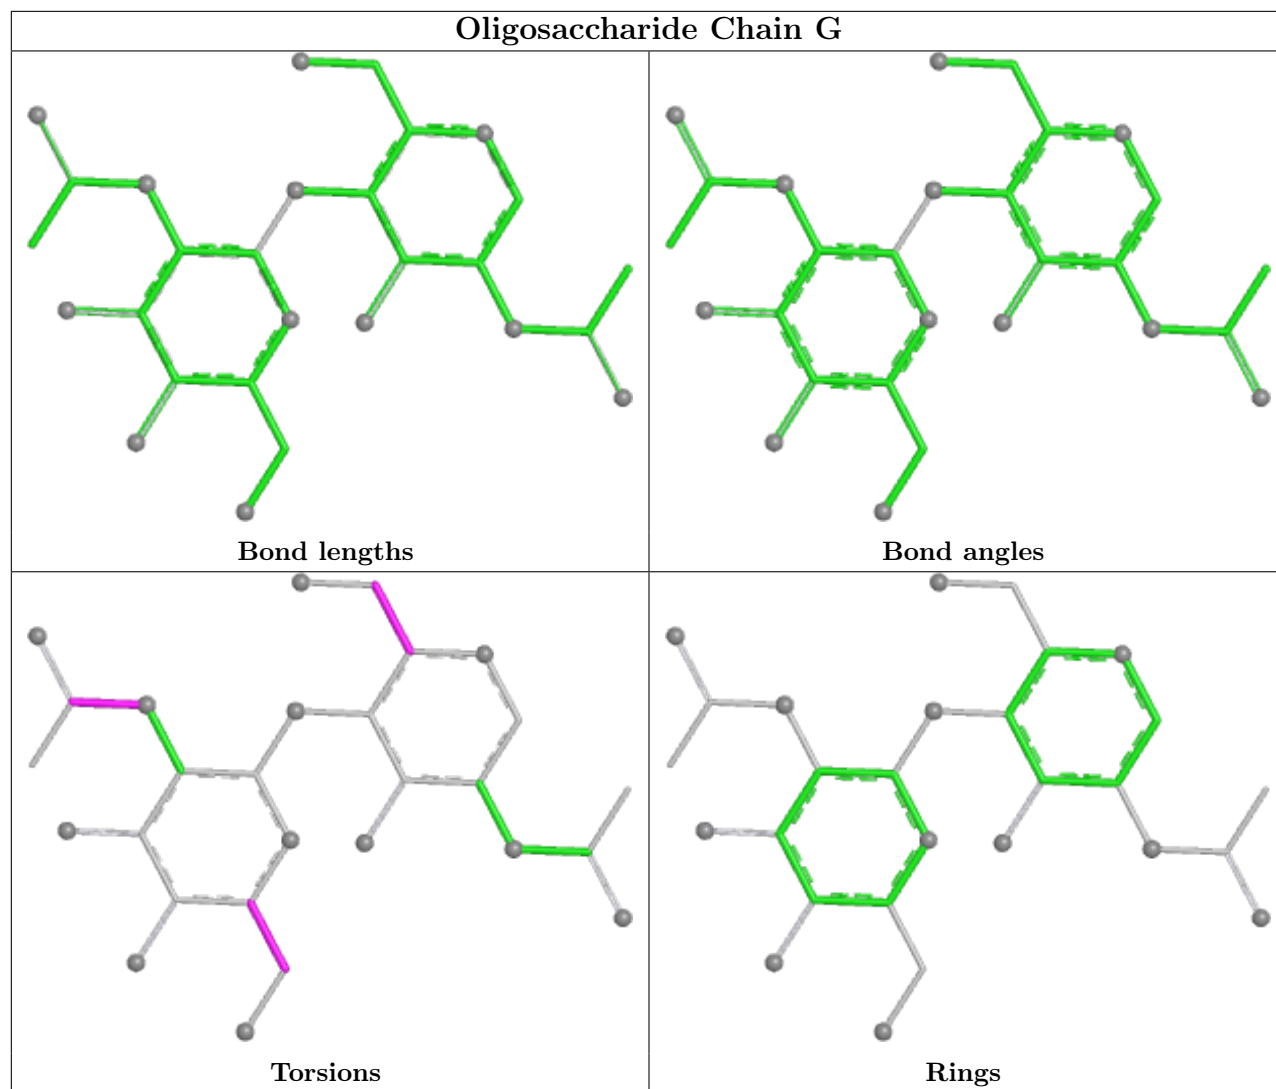 Oligosaccharide Chain G
Bond lengths
Bond angles
Torsions
Rings